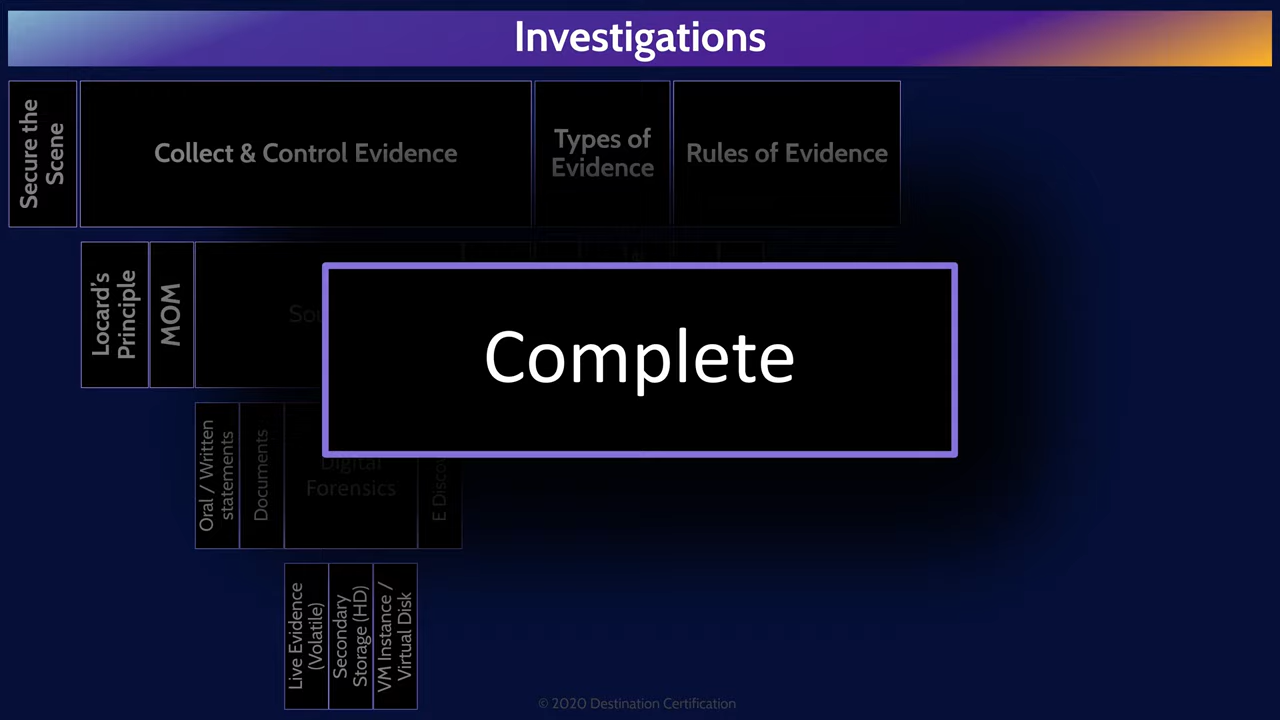 Investigations
Secure the
Scene
Collect & Control Evidence
Types of
Evidence
Rules of Evidence
Locard's
Principle
MOM
Complete
Oral / Written
statements
Documents
Digital
Forensics
Live Evidence
(Volatile)
Secondary
Storage (HD)
VM Instance /
Virtual Disk
© 2020 Destination Certification